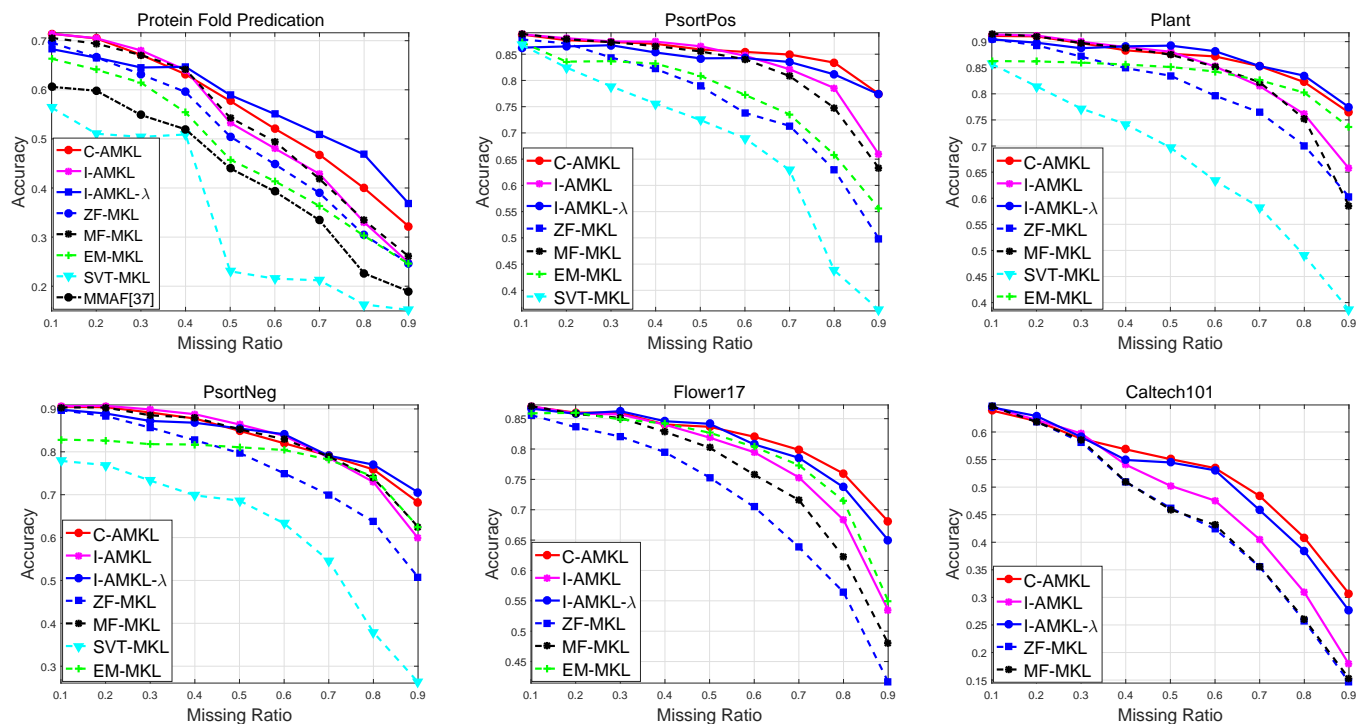 Protein Fold Predication
Accuracy
0.7
0.6
0.5
0.4
0.3
0.2
C-AMKL
I-AMKL
I-AMKL-λ
ZF-MKL
MF-MKL
EM-MKL
SVT-MKL
MMAF[37]
0.1 0.2 0.3 0.4 0.5 0.6 0.7 0.8 0.9
Missing Ratio
PsortPos
Accuracy
0.85
0.8
0.75
0.7
0.65
0.6
0.55
0.5
0.45
0.4
C-AMKL
I-AMKL
I-AMKL-λ
ZF-MKL
MF-MKL
EM-MKL
SVT-MKL
0.1 0.2 0.3 0.4 0.5 0.6 0.7 0.8 0.9
Missing Ratio
Plant
Accuracy
0.9
0.85
0.8
0.75
0.7
0.65
0.6
0.55
0.5
0.45
0.4
C-AMKL
I-AMKL
I-AMKL-λ
ZF-MKL
MF-MKL
SVT-MKL
EM-MKL
0.1 0.2 0.3 0.4 0.5 0.6 0.7 0.8 0.9
Missing Ratio
PsortNeg
Accuracy
0.9
0.8
0.7
0.6
0.5
0.4
0.3
C-AMKL
I-AMKL
I-AMKL-λ
ZF-MKL
MF-MKL
SVT-MKL
EM-MKL
0.1 0.2 0.3 0.4 0.5 0.6 0.7 0.8 0.9
Missing Ratio
Flower17
Accuracy
0.85
0.8
0.75
0.7
0.65
0.6
0.55
0.5
0.45
C-AMKL
I-AMKL
I-AMKL-λ
ZF-MKL
MF-MKL
EM-MKL
0.1 0.2 0.3 0.4 0.5 0.6 0.7 0.8 0.9
Missing Ratio
Caltech101
Accuracy
0.65
0.6
0.55
0.5
0.45
0.4
0.35
0.3
0.25
0.2
0.15
C-AMKL
I-AMKL
I-AMKL-λ
ZF-MKL
MF-MKL
0.1 0.2 0.3 0.4 0.5 0.6 0.7 0.8 0.9
Missing Ratio